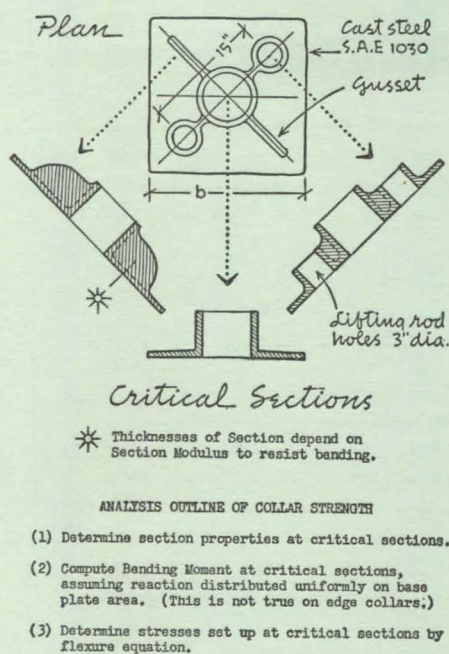 Plan
Cast steel
S.A.E 1030
15"
Gusset
b
Lifting rod
holes 3" dia.
Critical Sections
Thicknesses of Section depend on
Section Modulus to resist bending.
ANALYSIS OUTLINE OF COLLAR STRENGTH
(1) Determine section properties at critical sections.
(2) Compute Bending Moment at critical sections,
assuming reaction distributed uniformly on base
plate area. (This is not true on edge collars.)
(3) Determine stresses set up at critical sections by
flexure equation.